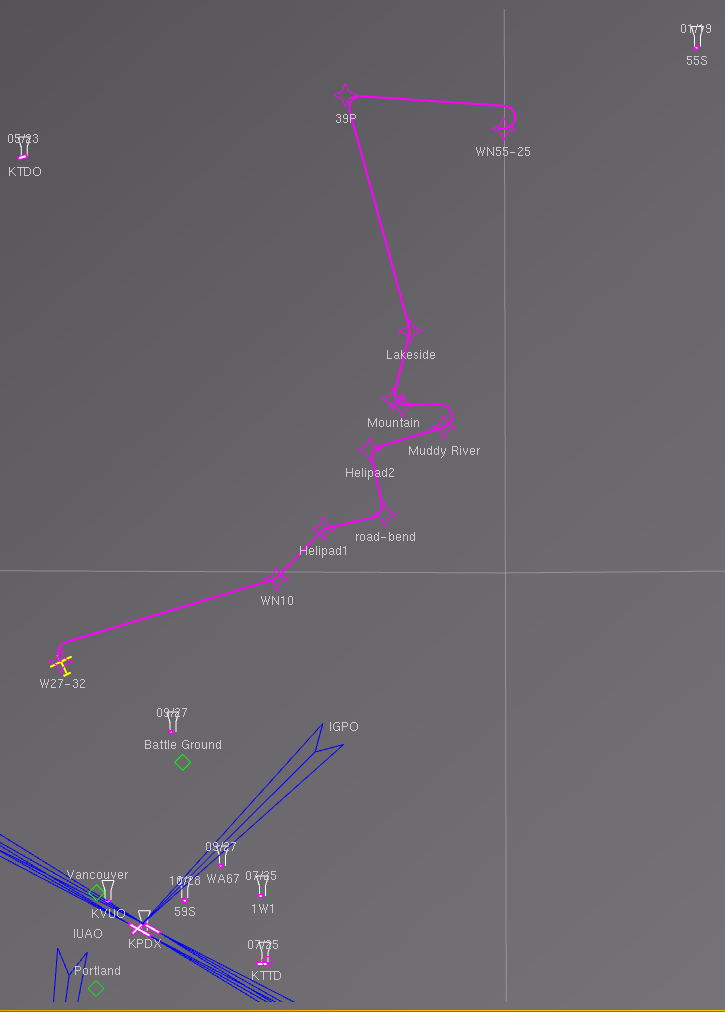 01/19
55S
39P
WN55-25
05/23
KTDO
Lakeside
Mountain
Muddy River
Helipad2
road-bend
Helipad1
WN10
W27-32
09/27
Battle Ground
IGPO
09/27
WA67
Vancouver
KVUO
59S
07/25
1W1
IUAO
KPDX
07/25
KTTD
Portland